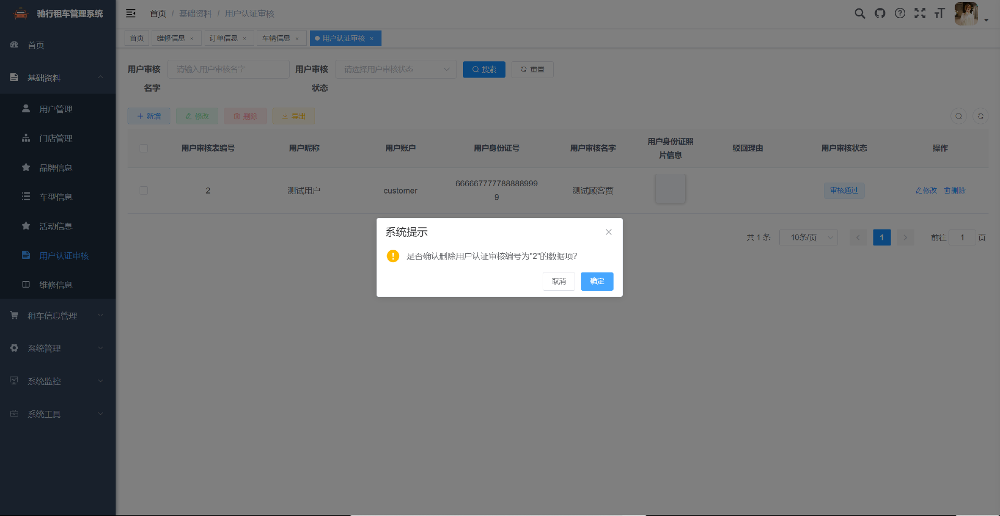 驰行租车管理系统
首页
基础资料
用户管理
门店管理
品牌信息
车型信息
活动信息
用户认证审核
维修信息
租车信息管理
系统管理
系统监控
系统工具
首页 / 基础资料 / 用户认证审核
首页 维修信息 × 订单信息 × 车辆信息 × 用户认证审核 ×
用户审核名字 请输入用户审核名字 用户审核状态 请选择用户审核状态 搜索 重置
新增 修改 删除 导出
用户审核表编号 用户昵称 用户账户 用户身份证号 用户审核名字 用户身份证照片信息 驳回理由 用户审核状态 操作
2 测试用户 customer 666667777788888999
9 测试顾客贾 审核通过 修改 删除
共 1 条 10条/页 1 前往 1 页
系统提示
是否确认删除用户认证审核编号为"2"的数据项?
取消 确定